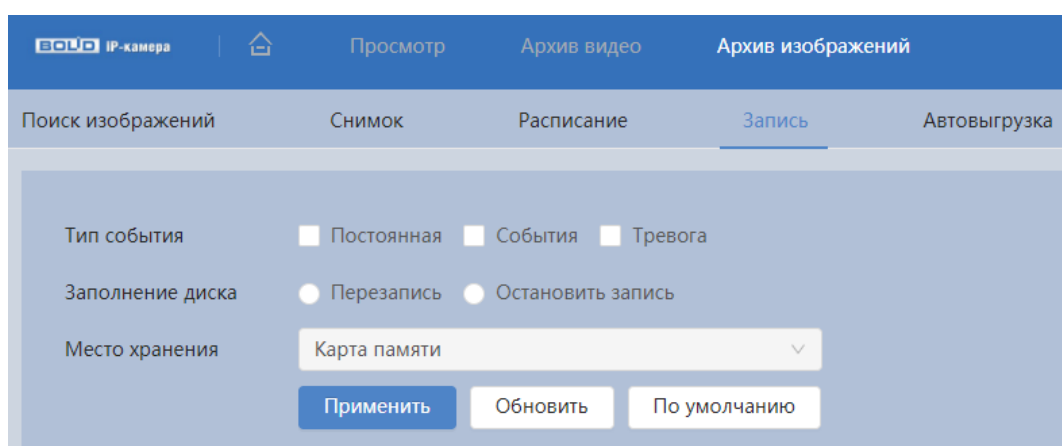 BOLID IP-камера Просмотр Архив видео Архив изображений
Поиск изображений Снимок Расписание Запись Автовыгрузка
Тип события Постоянная События Тревога
Заполнение диска Перезапись Остановить запись
Место хранения Карта памяти
Применить Обновить По умолчанию